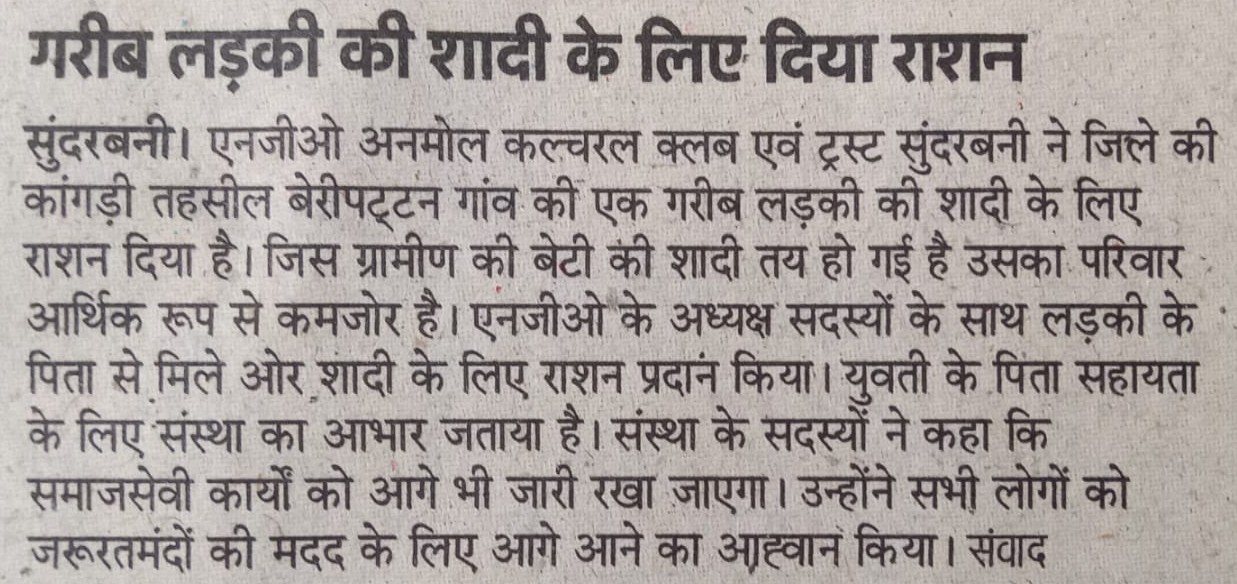 गरीब लड़की की शादी के लिए दिया राशन
सुंदरबनी। एनजीओ अनमोल कल्चरल क्लब एवं ट्रस्ट सुंदरबनी ने जिले की
कांगड़ी तहसील बेरीपट्टन गांव की एक गरीब लड़की की शादी के लिए
राशन दिया है। जिस ग्रामीण की बेटी की शादी तय हो गई है उसका परिवार
आर्थिक रूप से कमजोर है। एनजीओ के अध्यक्ष सदस्यों के साथ लड़की के
पिता से मिले ओर शादी के लिए राशन प्रदान किया। युवती के पिता सहायता
के लिए संस्था का आभार जताया है। संस्था के सदस्यों ने कहा कि
समाजसेवी कार्यों को आगे भी जारी रखा जाएगा। उन्होंने सभी लोगों को
जरूरतमंदों की मदद के लिए आगे आने का आह्वान किया। संवाद